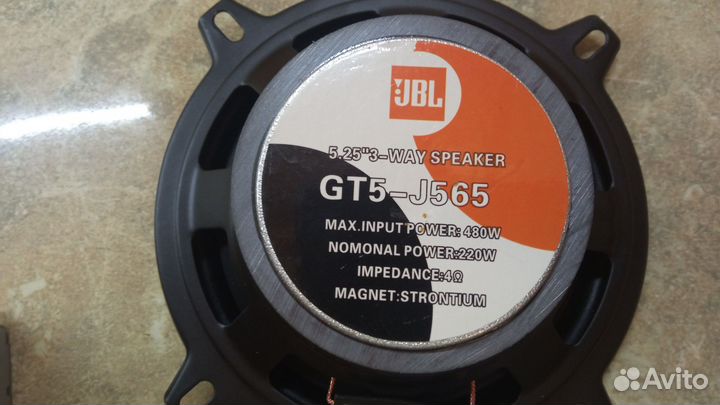 JBL
5.25"3-WAY SPEAKER
GT5-J565
MAX.INPUT POWER: 480W
NOMONAL POWER:220W
IMPEDANCE:4Ω
MAGNET:STRONTIUM
Avito